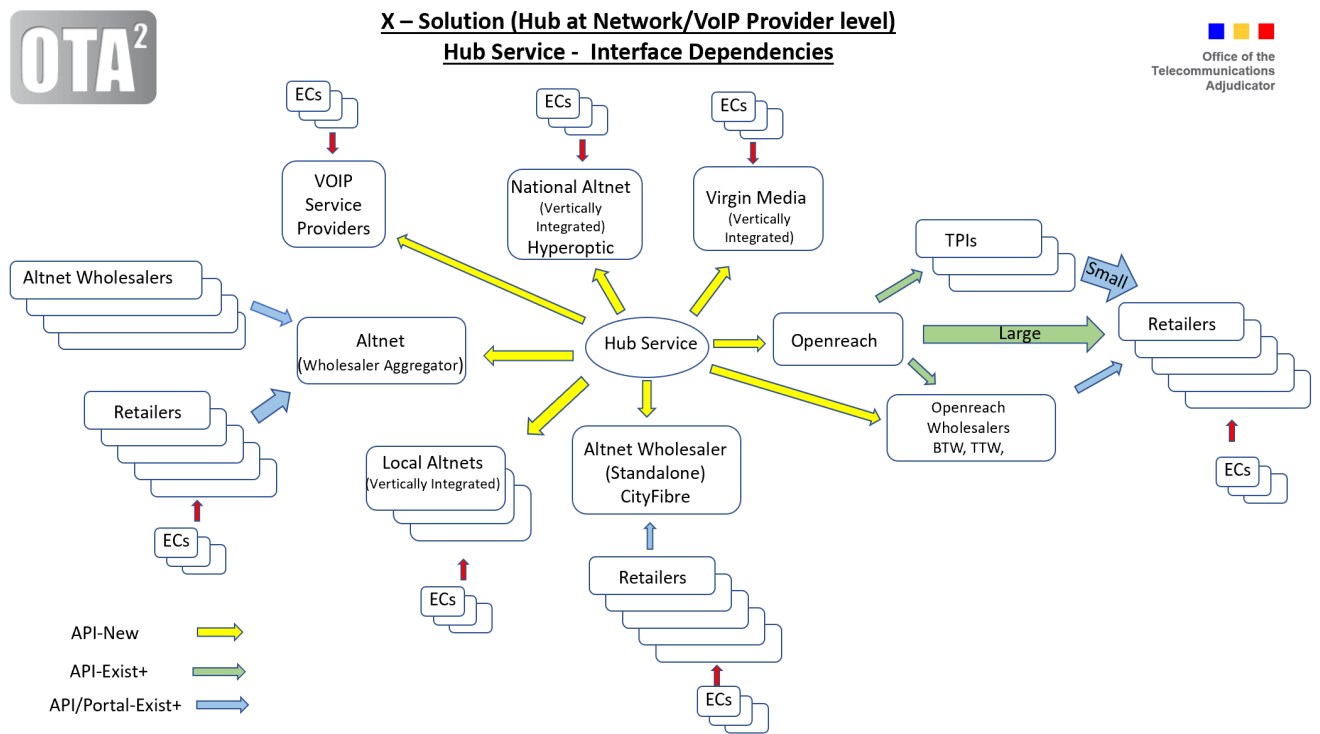 X – Solution (Hub at Network/VoIP Provider level)
Hub Service - Interface Dependencies
OTA2
Office of the
Telecommunications
Adjudicator
ECs
ECs
ECs
VOIP
Service
Providers
National Altnet
(Vertically
Integrated)
Hyperoptic
Virgin Media
(Vertically
Integrated)
TPIs
Small
Altnet Wholesalers
Altnet
(Wholesaler Aggregator)
Hub Service
Openreach
Large
Retailers
Retailers
Openreach
Wholesalers
BTW, TTW,
Local Altnets
(Vertically Integrated)
Altnet Wholesaler
(Standalone)
CityFibre
ECs
ECs
ECs
Retailers
ECs
API-New
API-Exist+
API/Portal-Exist+